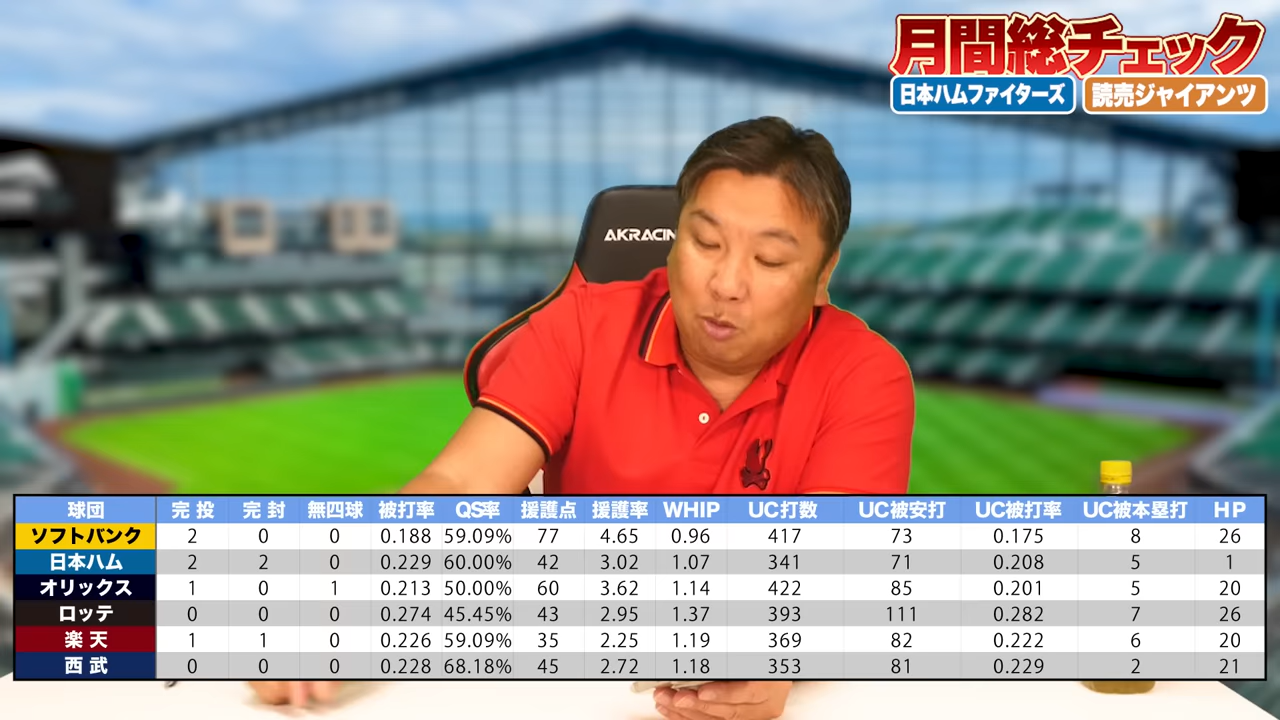 月間総チェック
日本ハムファイターズ 読売ジャイアンツ
AKRACIN
球団 完投 完封 無四球 被打率 QS率 援護点 援護率 WHIP UC打数 UC被安打 UC被打率 UC被本塁打 HP
ソフトバンク 2 0 0 0.188 59.09% 77 4.65 0.96 417 73 0.175 8 26
日本ハム 2 2 0 0.229 60.00% 42 3.02 1.07 341 71 0.208 5 1
オリックス 1 0 1 0.213 50.00% 60 3.62 1.14 422 85 0.201 5 20
ロッテ 0 0 0 0.274 45.45% 43 2.95 1.37 393 111 0.282 7 26
楽天 1 1 0 0.226 59.09% 35 2.25 1.19 369 82 0.222 6 20
西武 0 0 0 0.228 68.18% 45 2.72 1.18 353 81 0.229 2 21